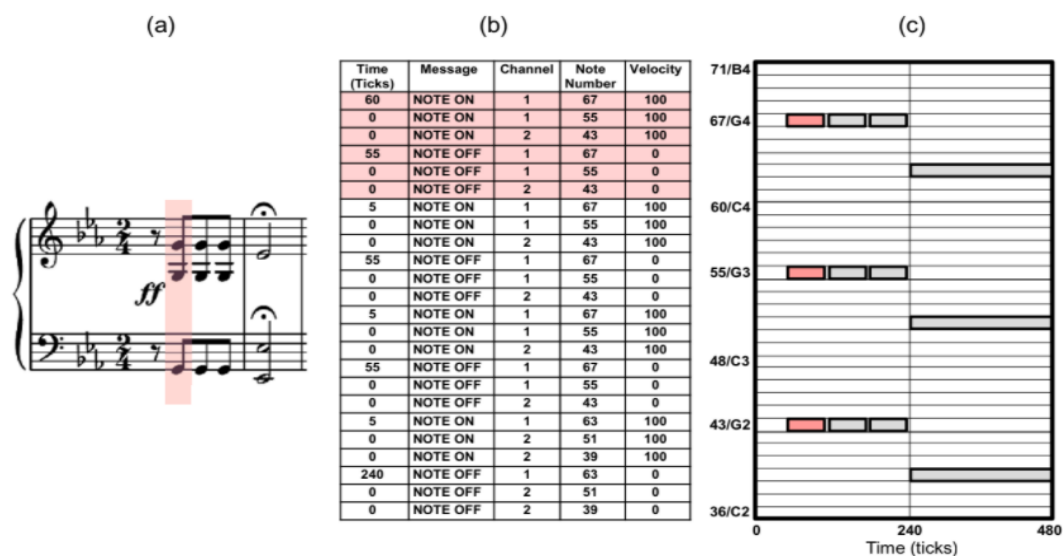 (a)
(b)
(c)
2
4
ff
2
4
Time (Ticks) Message Channel Note Number Velocity
60 NOTE ON 1 67 100
0 NOTE ON 1 55 100
0 NOTE ON 2 43 100
55 NOTE OFF 1 67 0
0 NOTE OFF 1 55 0
0 NOTE OFF 2 43 0
5 NOTE ON 1 67 100
0 NOTE ON 1 55 100
0 NOTE ON 2 43 100
55 NOTE OFF 1 67 0
0 NOTE OFF 1 55 0
0 NOTE OFF 2 43 0
5 NOTE ON 1 67 100
0 NOTE ON 1 55 100
0 NOTE ON 2 43 100
55 NOTE OFF 1 67 0
0 NOTE OFF 1 55 0
0 NOTE OFF 2 43 0
5 NOTE ON 1 63 100
0 NOTE ON 2 51 100
0 NOTE ON 2 39 100
240 NOTE OFF 1 63 0
0 NOTE OFF 2 51 0
0 NOTE OFF 2 39 0
71/B4
67/G4
60/C4
55/G3
48/C3
43/G2
36/C2
0 240 480
Time (ticks)